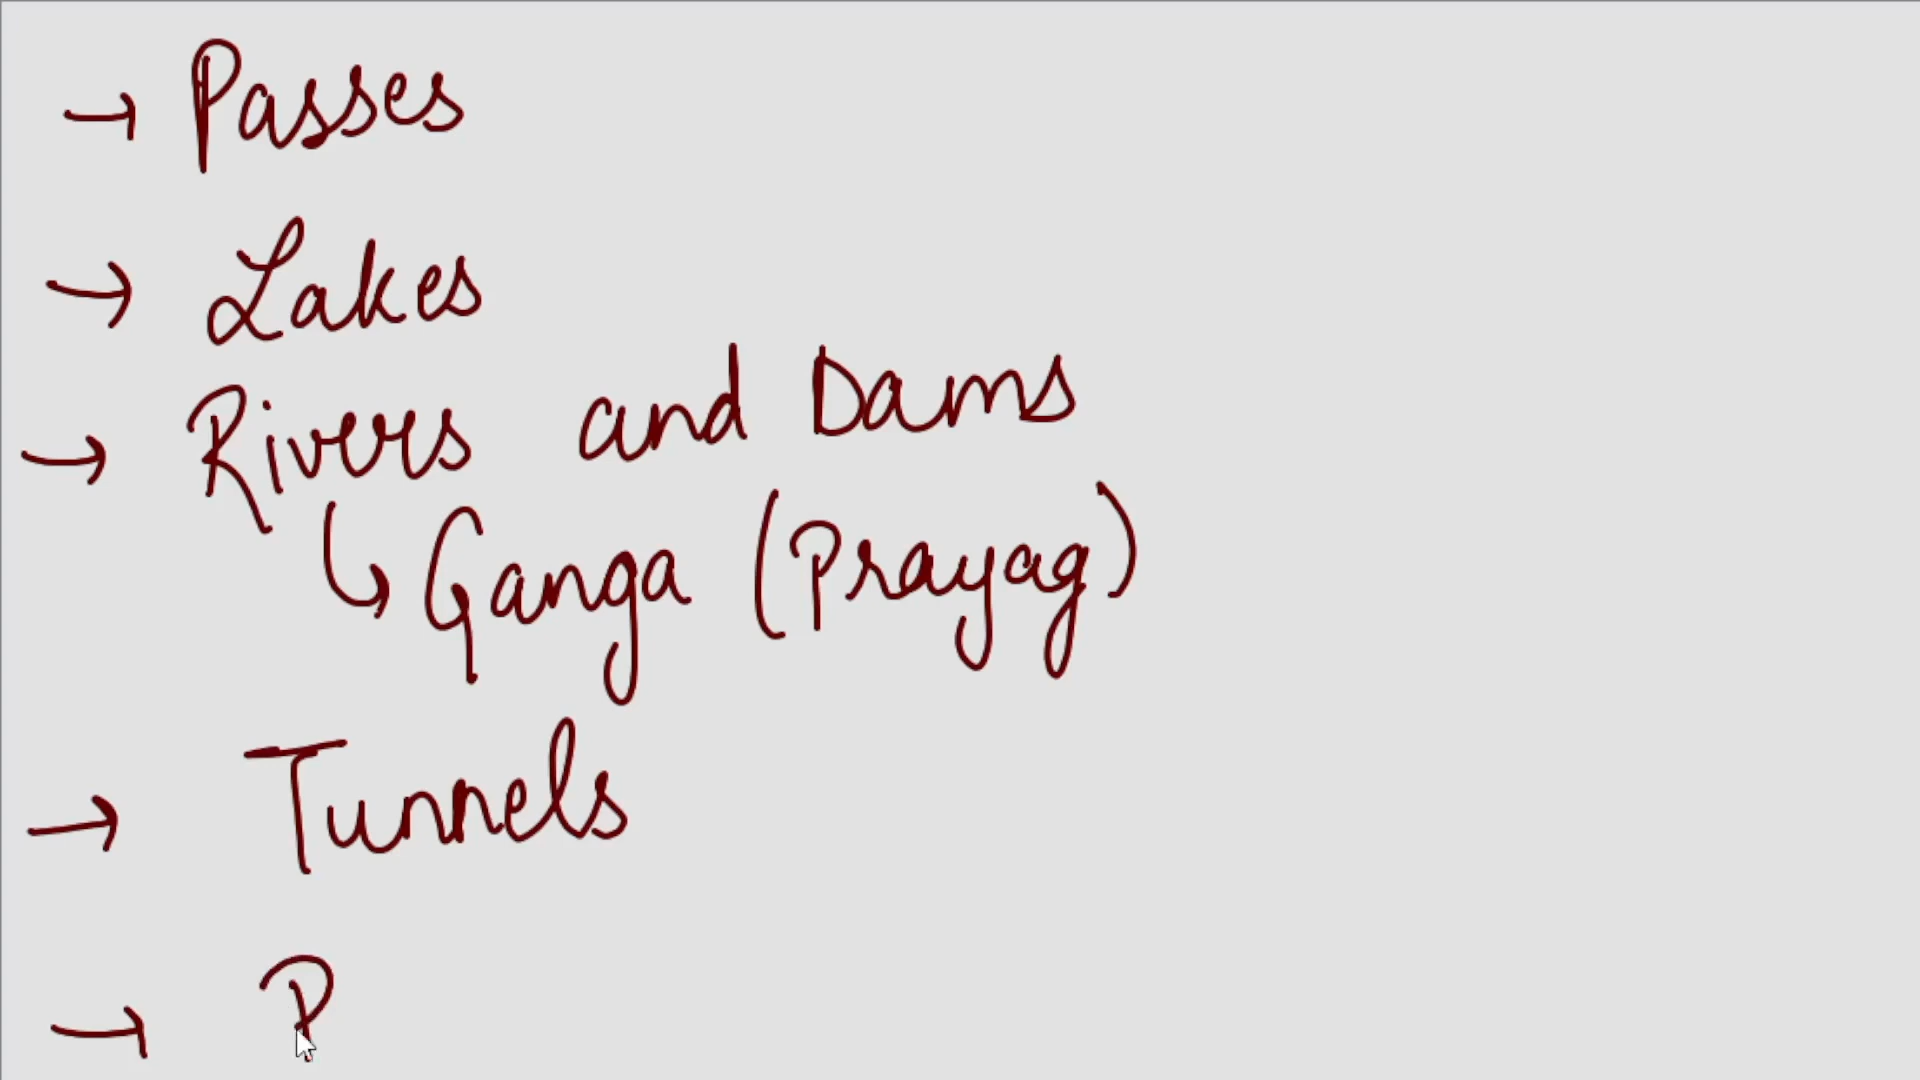 → Passes
→ Lakes
→ Rivers and Dams
↳ Ganga (Prayag)
→ Tunnels
→ P